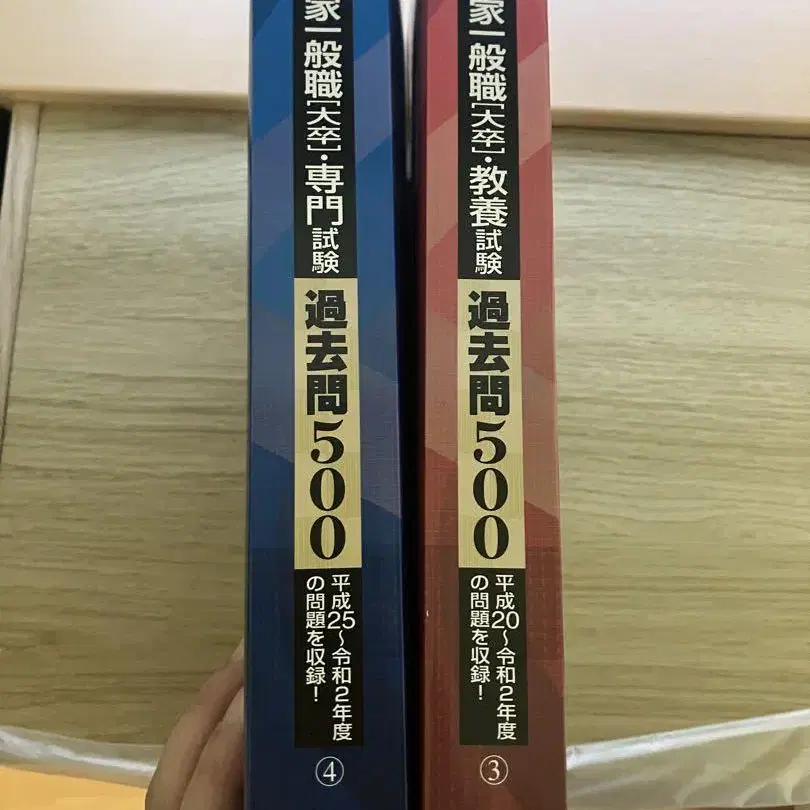 家一般職[大卒]・専門試験
過去問500
平成25～令和2年度
の問題を収録！
④
家一般職[大卒]・教養試験
過去問500
平成20～令和2年度
の問題を収録！
③